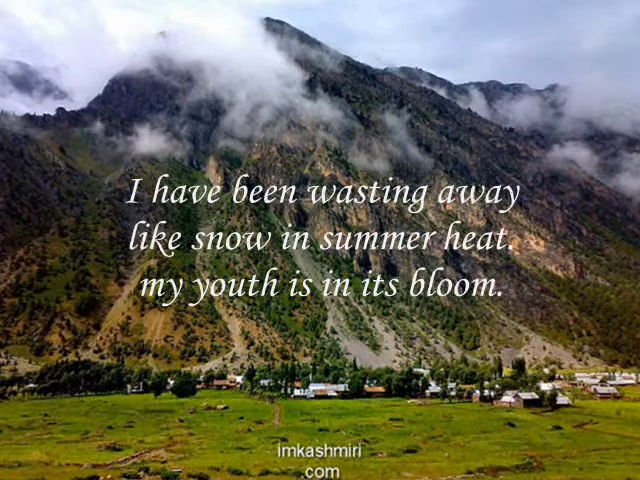 I have been wasting away
like snow in summer heat.
my youth is in its bloom.
imkashmiri
com